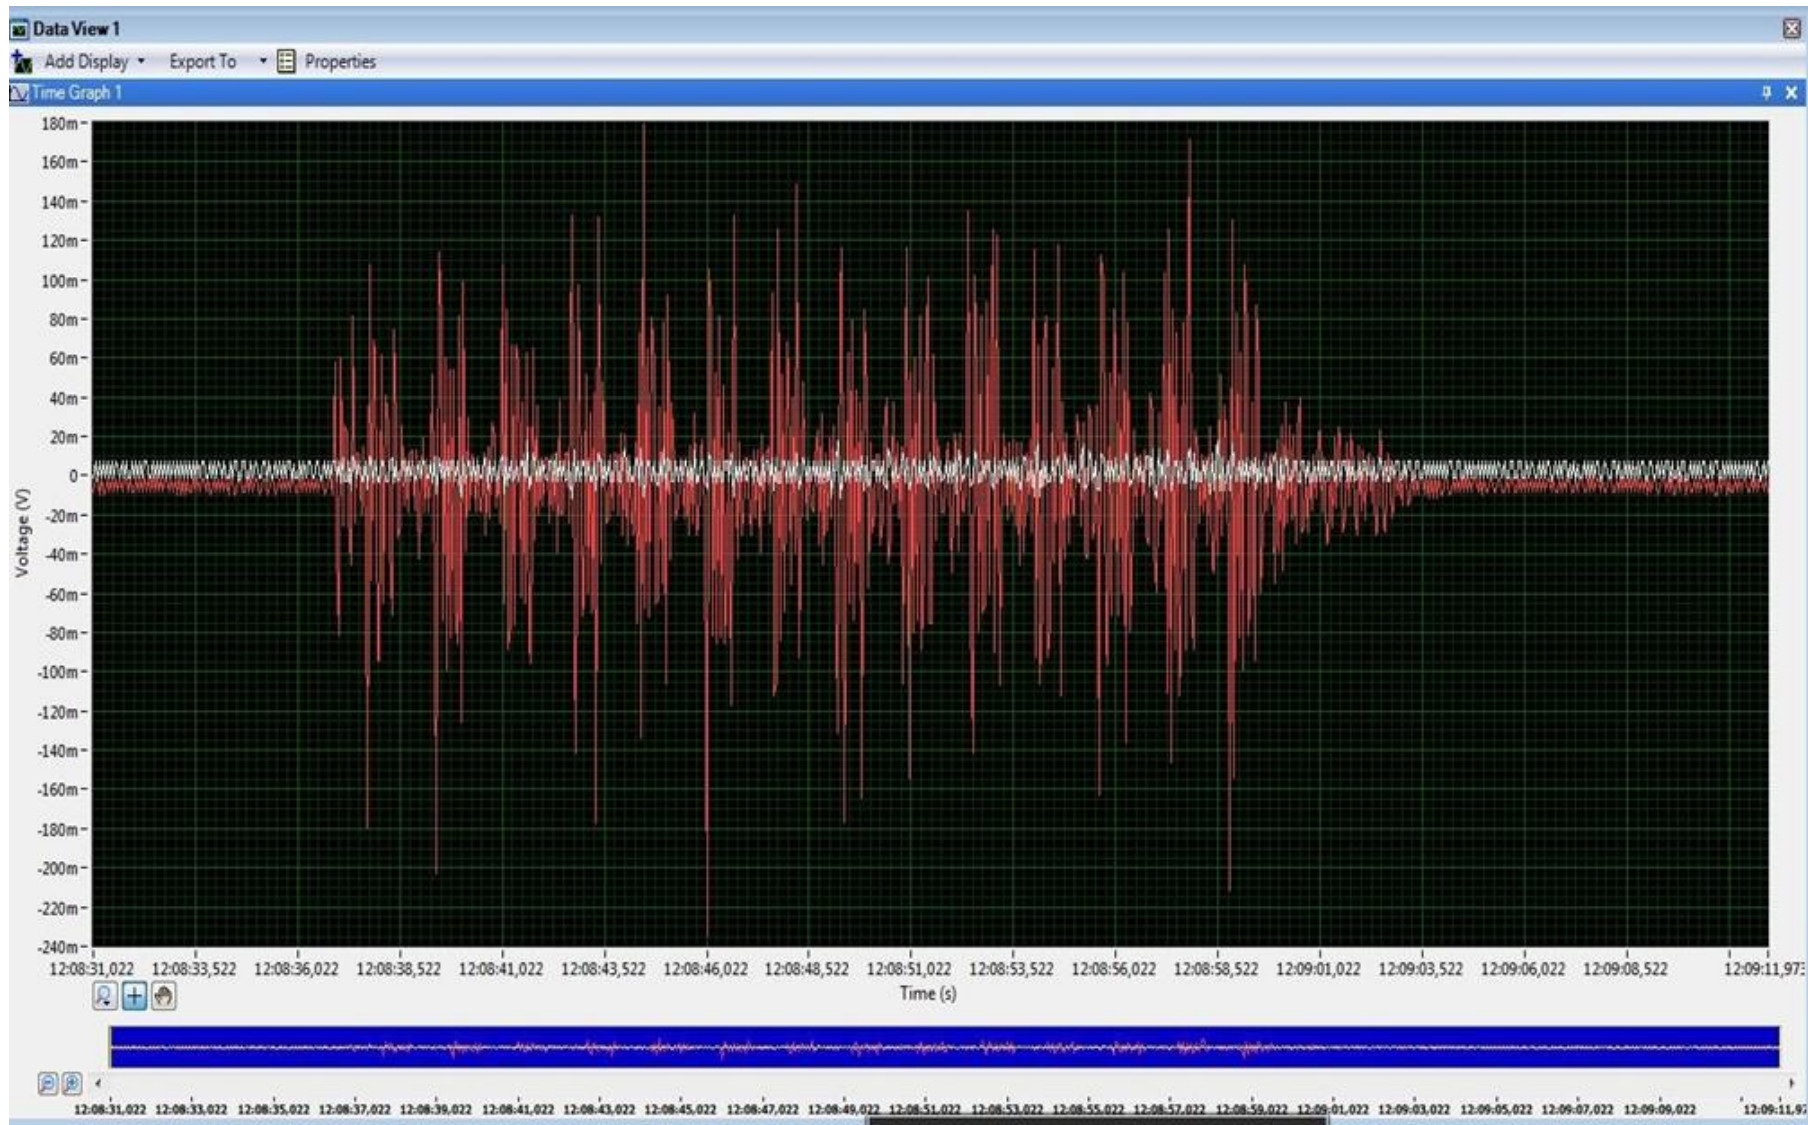 Data View 1
Add Display Export To Properties
Time Graph 1
180m
160m
140m
120m
100m
80m
60m
40m
20m
0
-20m
-40m
-60m
-80m
-100m
-120m
-140m
-160m
-180m
-200m
-220m
-240m
Voltage (V)
12:08:31,022 12:08:33,522 12:08:36,022 12:08:38,522 12:08:41,022 12:08:43,522 12:08:46,022 12:08:48,522 12:08:51,022 12:08:53,522 12:08:56,022 12:08:58,522 12:09:01,022 12:09:03,522 12:09:06,022 12:09:08,522 12:09:11,973
Time (s)
12:08:31,022 12:08:33,022 12:08:35,022 12:08:37,022 12:08:39,022 12:08:41,022 12:08:43,022 12:08:45,022 12:08:47,022 12:08:49,022 12:08:51,022 12:08:53,022 12:08:55,022 12:08:57,022 12:08:59,022 12:09:01,022 12:09:03,022 12:09:05,022 12:09:07,022 12:09:09,022 12:09:11,97